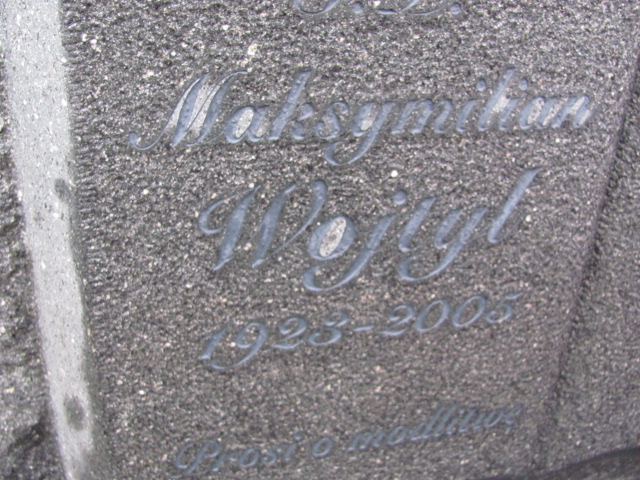 Maksymilian
Wojtyl
1923-2005
Prosi o modlitwę